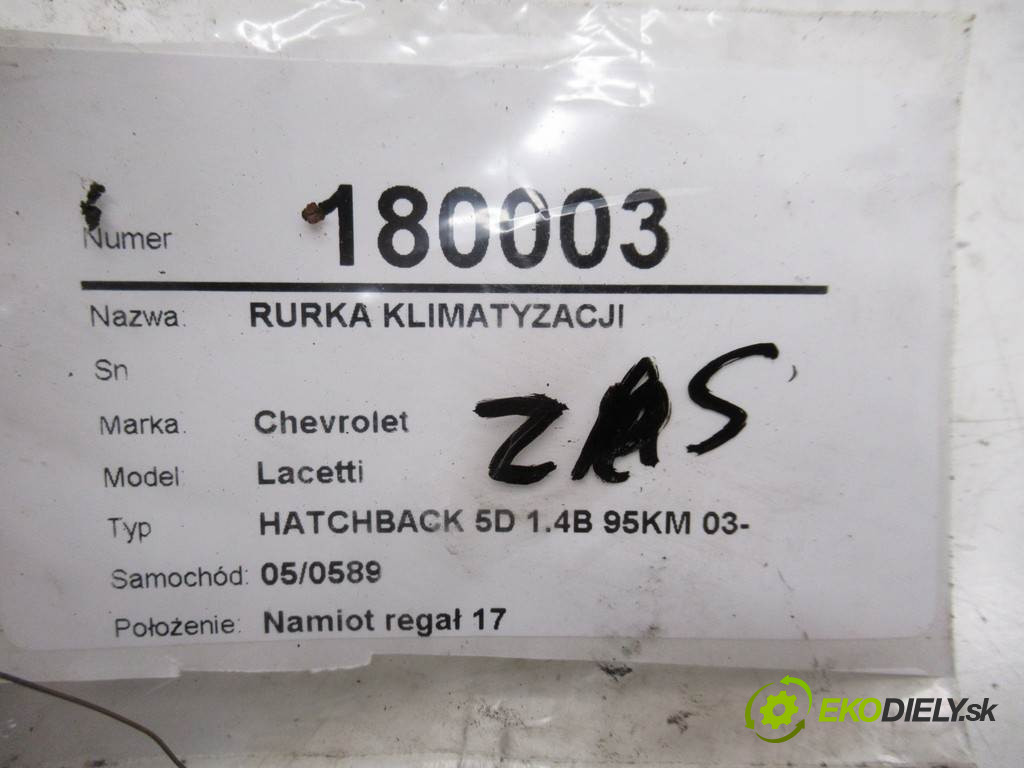 Numer 180003
Nazwa: RURKA KLIMATYZACJI
Sn
Marka: Chevrolet
Model Lacetti
Typ HATCHBACK 5D 1.4B 95KM 03-
Samochód: 05/0589
Położenie: Namiot regał 17
EKODIELY.sk